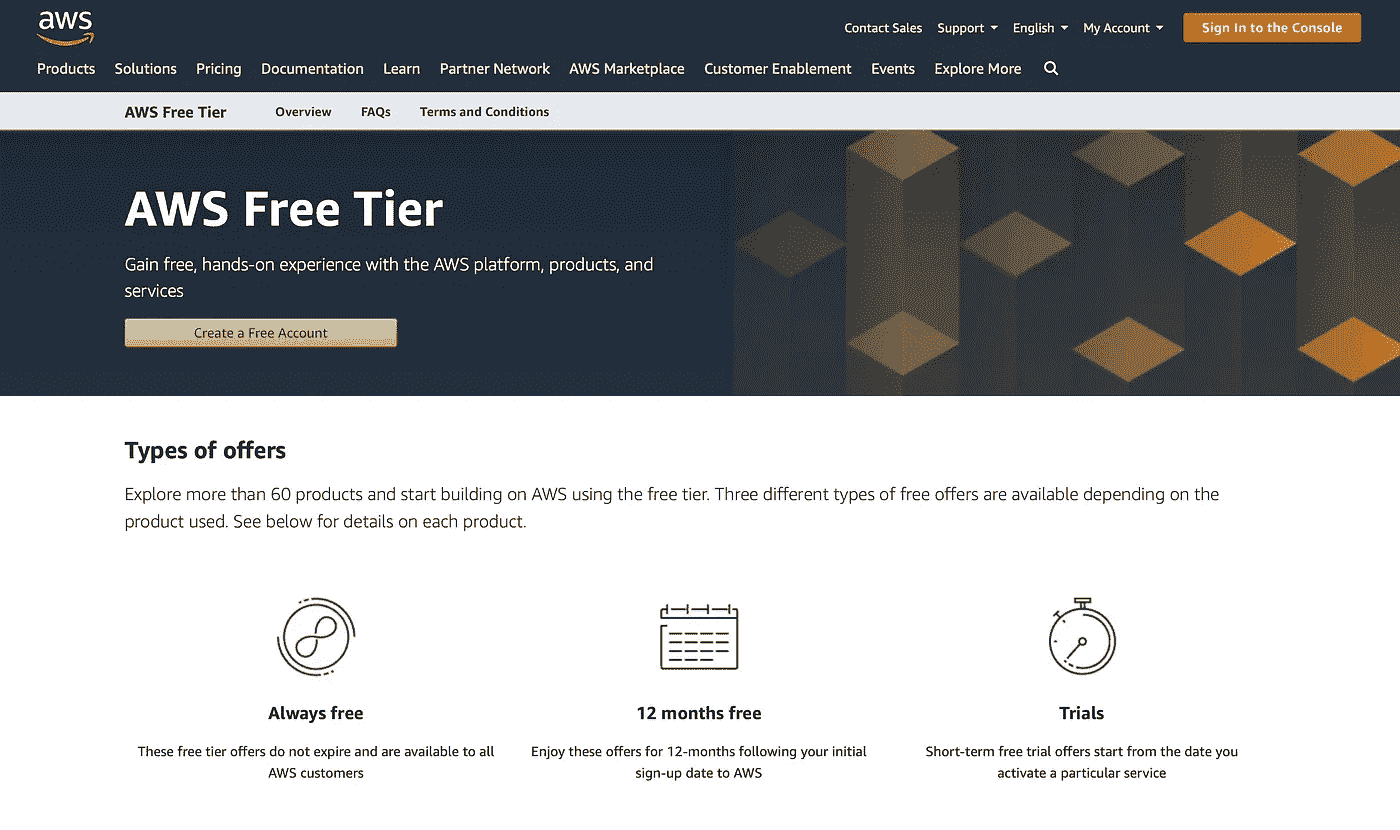 aws
Contact Sales Support English My Account Sign In to the Console
Products Solutions Pricing Documentation Learn Partner Network AWS Marketplace Customer Enablement Events Explore More
AWS Free Tier Overview FAQs Terms and Conditions
AWS Free Tier
Gain free, hands-on experience with the AWS platform, products, and
services
Create a Free Account
Types of offers
Explore more than 60 products and start building on AWS using the free tier. Three different types of free offers are available depending on the
product used. See below for details on each product.
Always free
These free tier offers do not expire and are available to all
AWS customers
12 months free
Enjoy these offers for 12-months following your initial
sign-up date to AWS
Trials
Short-term free trial offers start from the date you
activate a particular service